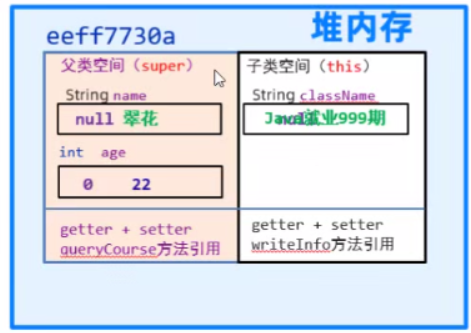 堆内存
eeff7730a
父类空间（super）
String name
null 翠花
int age
0 22
getter + setter
queryCourse方法引用
子类空间（this）
String className
Java就业999期
getter + setter
writeInfo方法引用